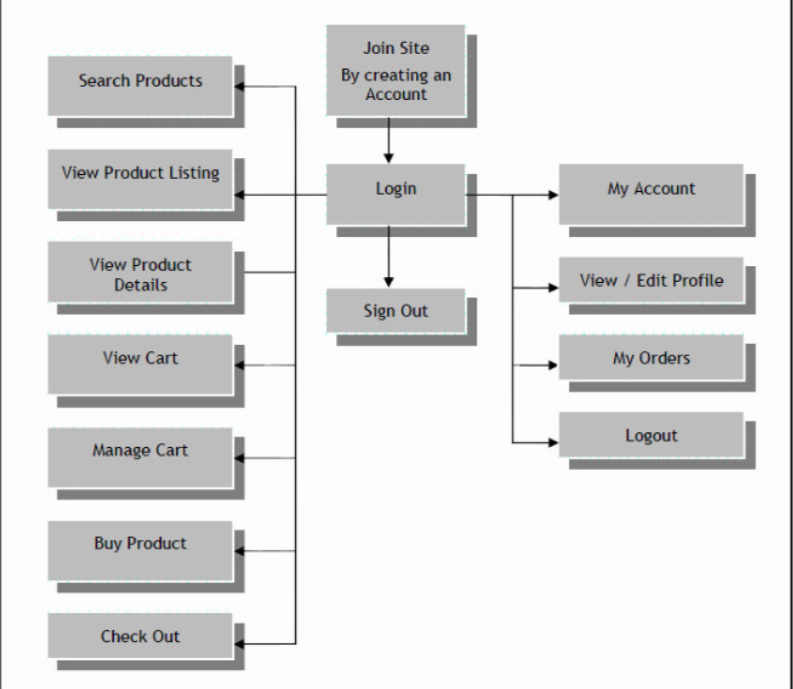 Join Site
By creating an
Account
Search Products
View Product Listing
Login
My Account
View Product
Details
View / Edit Profile
Sign Out
View Cart
My Orders
Manage Cart
Logout
Buy Product
Check Out